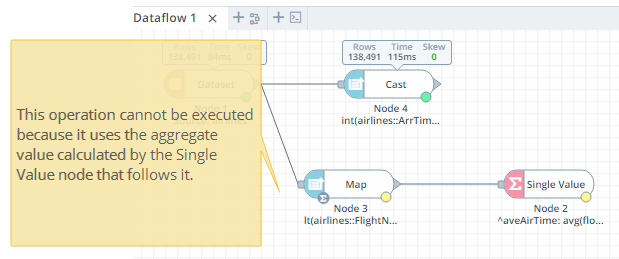 Dataflow 1
Rows Time Skew
138,491 84ms 0
Rows Time Skew
138,491 115ms 0
Dataset
Cast
Node 1
Node 4
int(airlines::ArrTim...
This operation cannot be executed
because it uses the aggregate
value calculated by the Single
Value node that follows it.
Map
Single Value
Node 3
Node 2
lt(airlines::FlightN...
^aveAirTime: avg(flo...